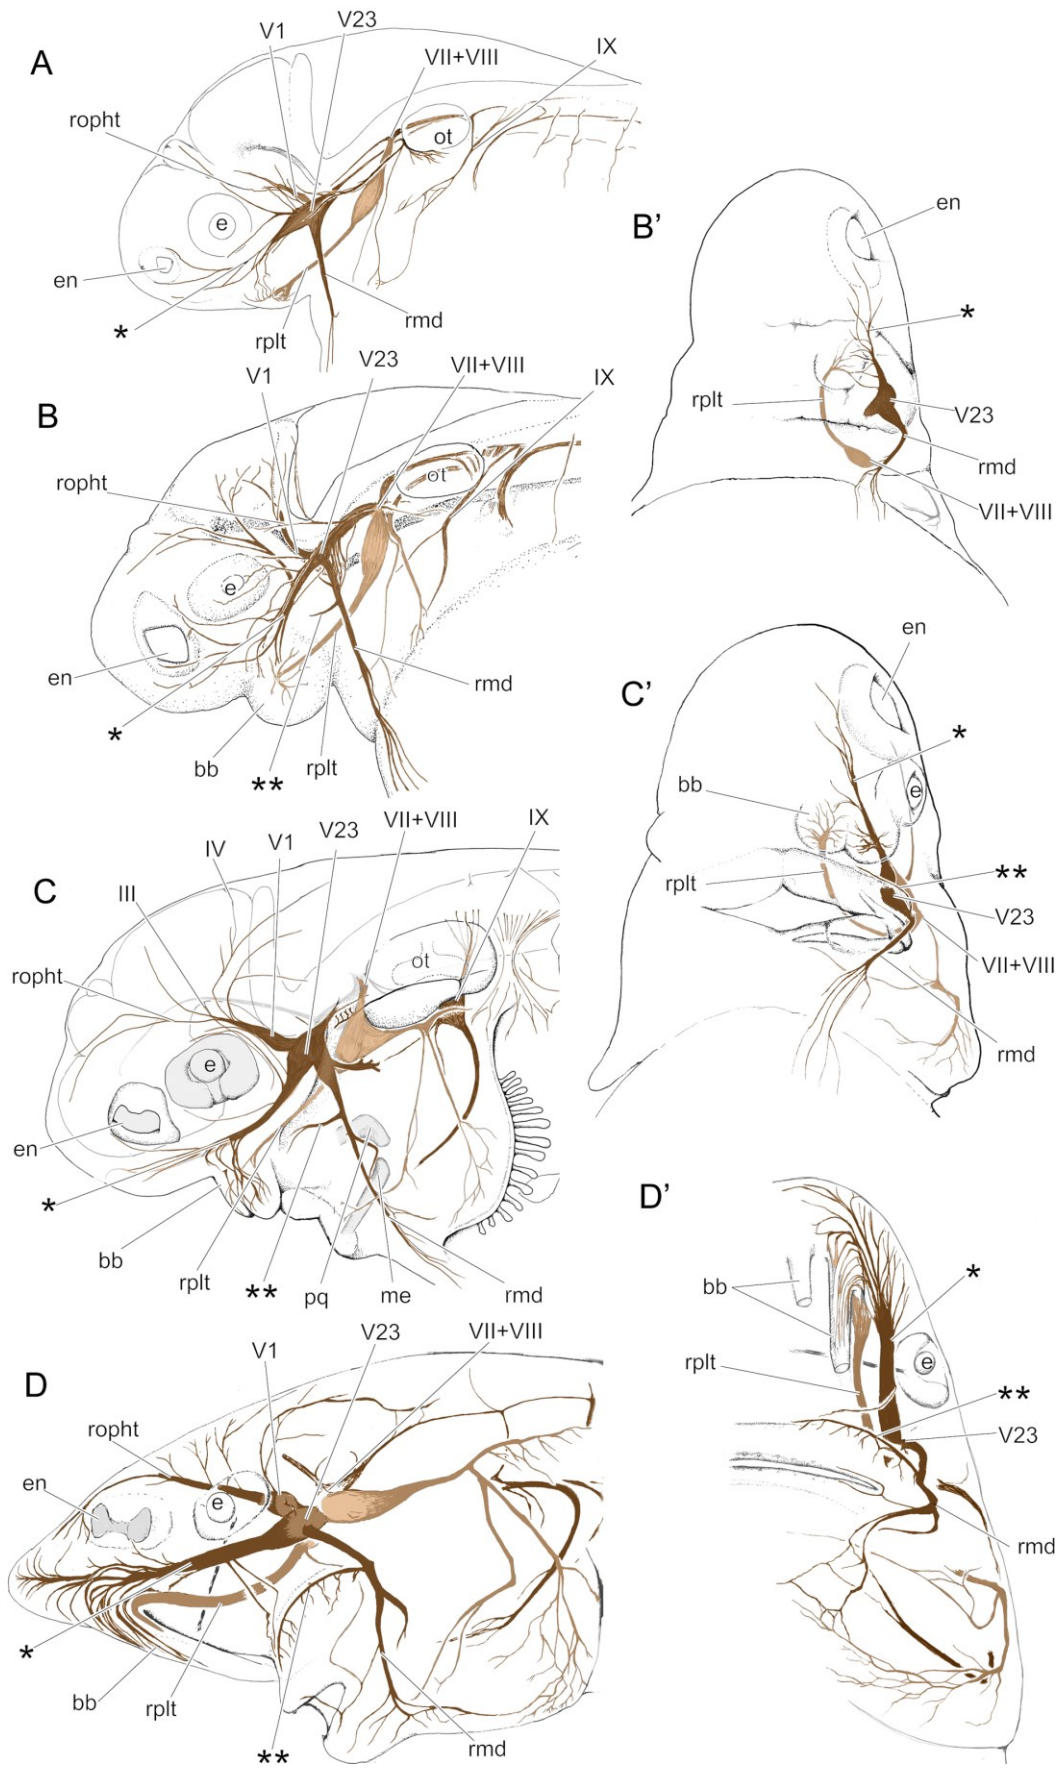 A
V1
V23
VII+VIII
IX
ropht
ot
e
en
*
rplt
rmd
B
V1
V23
VII+VIII
IX
ropht
ot
e
en
*
bb
**
rplt
rmd
C
III
IV
V1
V23
VII+VIII
IX
ropht
ot
e
en
*
bb
rplt
**
pq
me
rmd
D
V1
V23
VII+VIII
ropht
en
e
*
bb
rplt
**
rmd
B'
en
*
rplt
V23
rmd
VII+VIII
C'
en
*
bb
e
rplt
**
V23
VII+VIII
rmd
D'
bb
*
rplt
e
**
V23
rmd